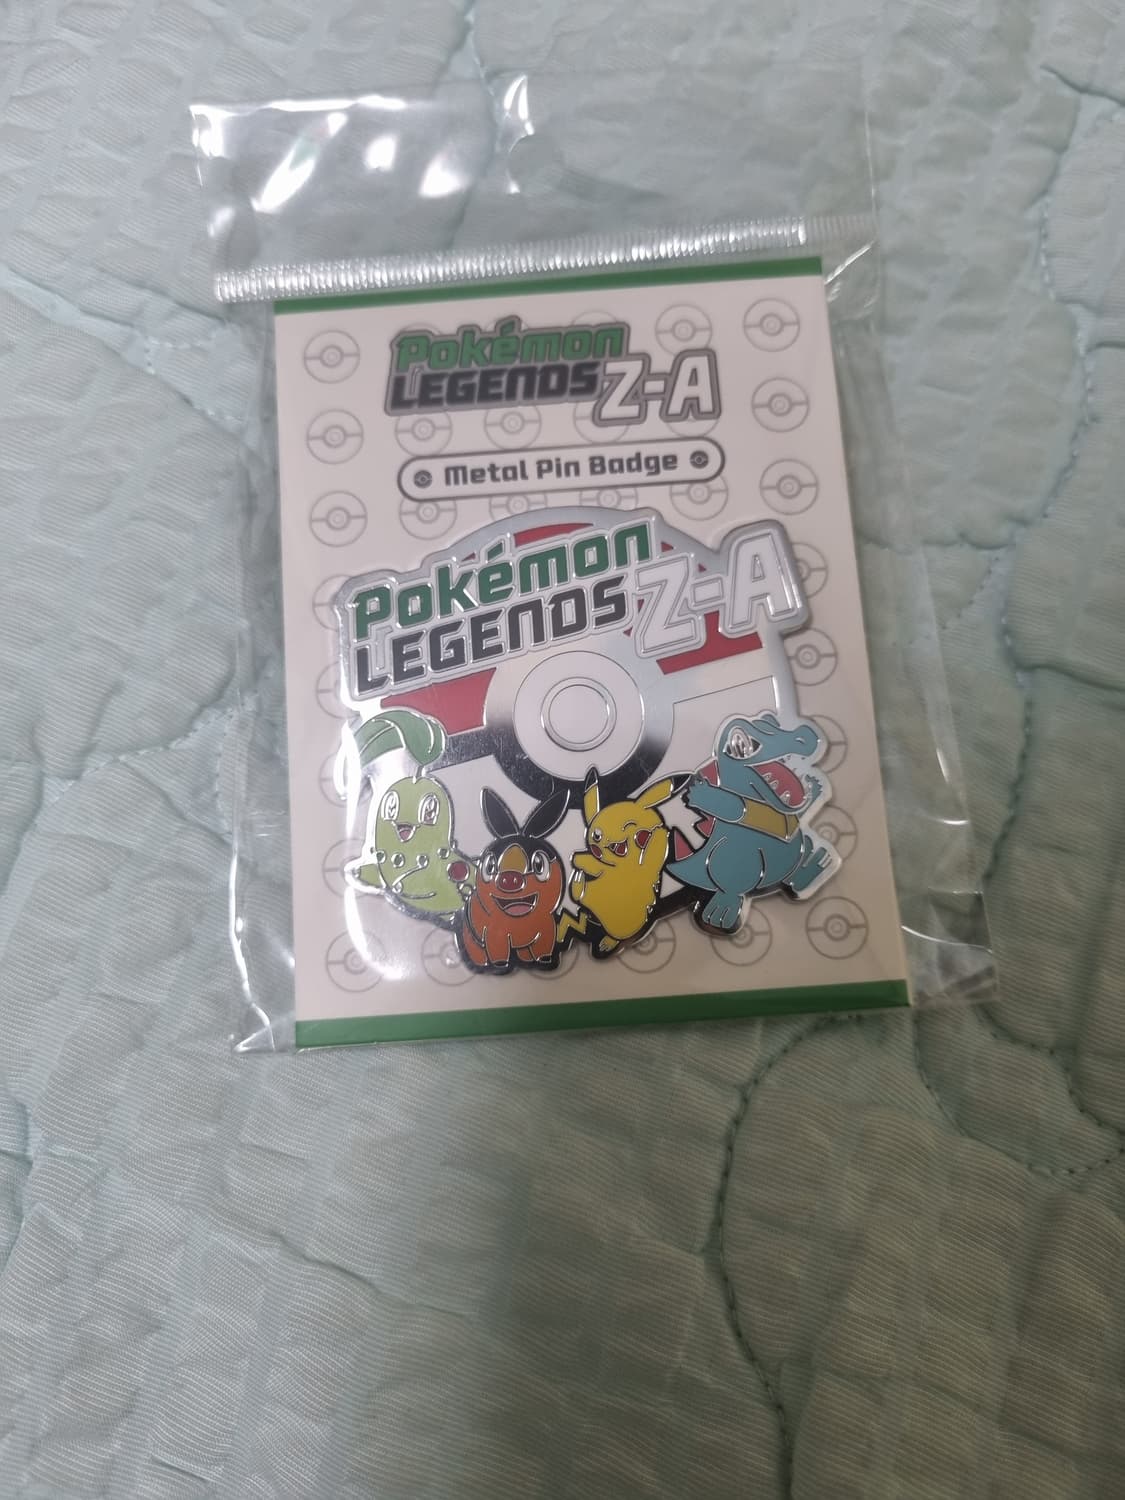 Pokémon
LEGENDS Z-A
Metal Pin Badge
Pokémon
LEGENDS Z-A